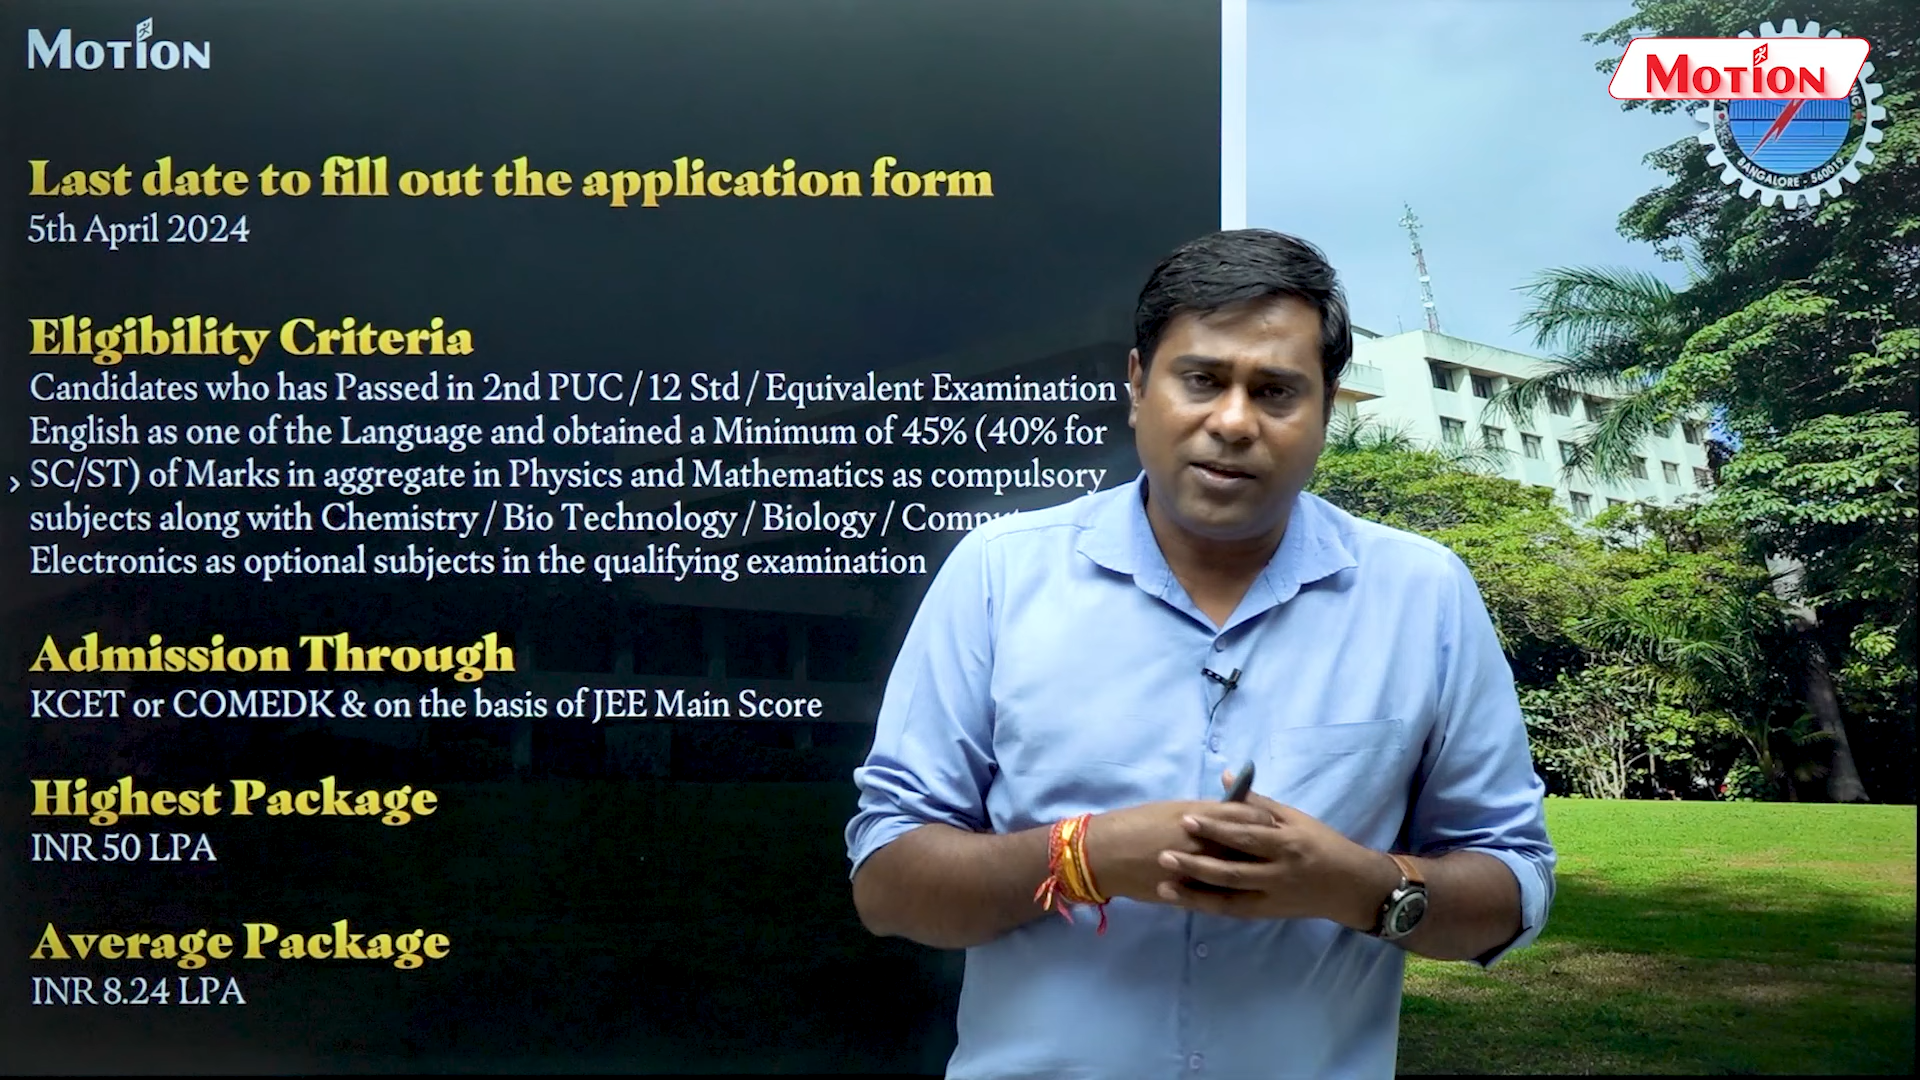 MOTION
MOTION
NG
BANGALORE - 560019
Last date to fill out the application form
5th April 2024
Eligibility Criteria
Candidates who has Passed in 2nd PUC / 12 Std / Equivalent Examination
English as one of the Language and obtained a Minimum of 45% (40% for
SC/ST) of Marks in aggregate in Physics and Mathematics as compulsory
subjects along with Chemistry / Bio Technology / Biology /
Electronics as optional subjects in the qualifying examination
Admission Through
KCET or COMEDK & on the basis of JEE Main Score
Highest Package
INR 50 LPA
Average Package
INR 8.24 LPA